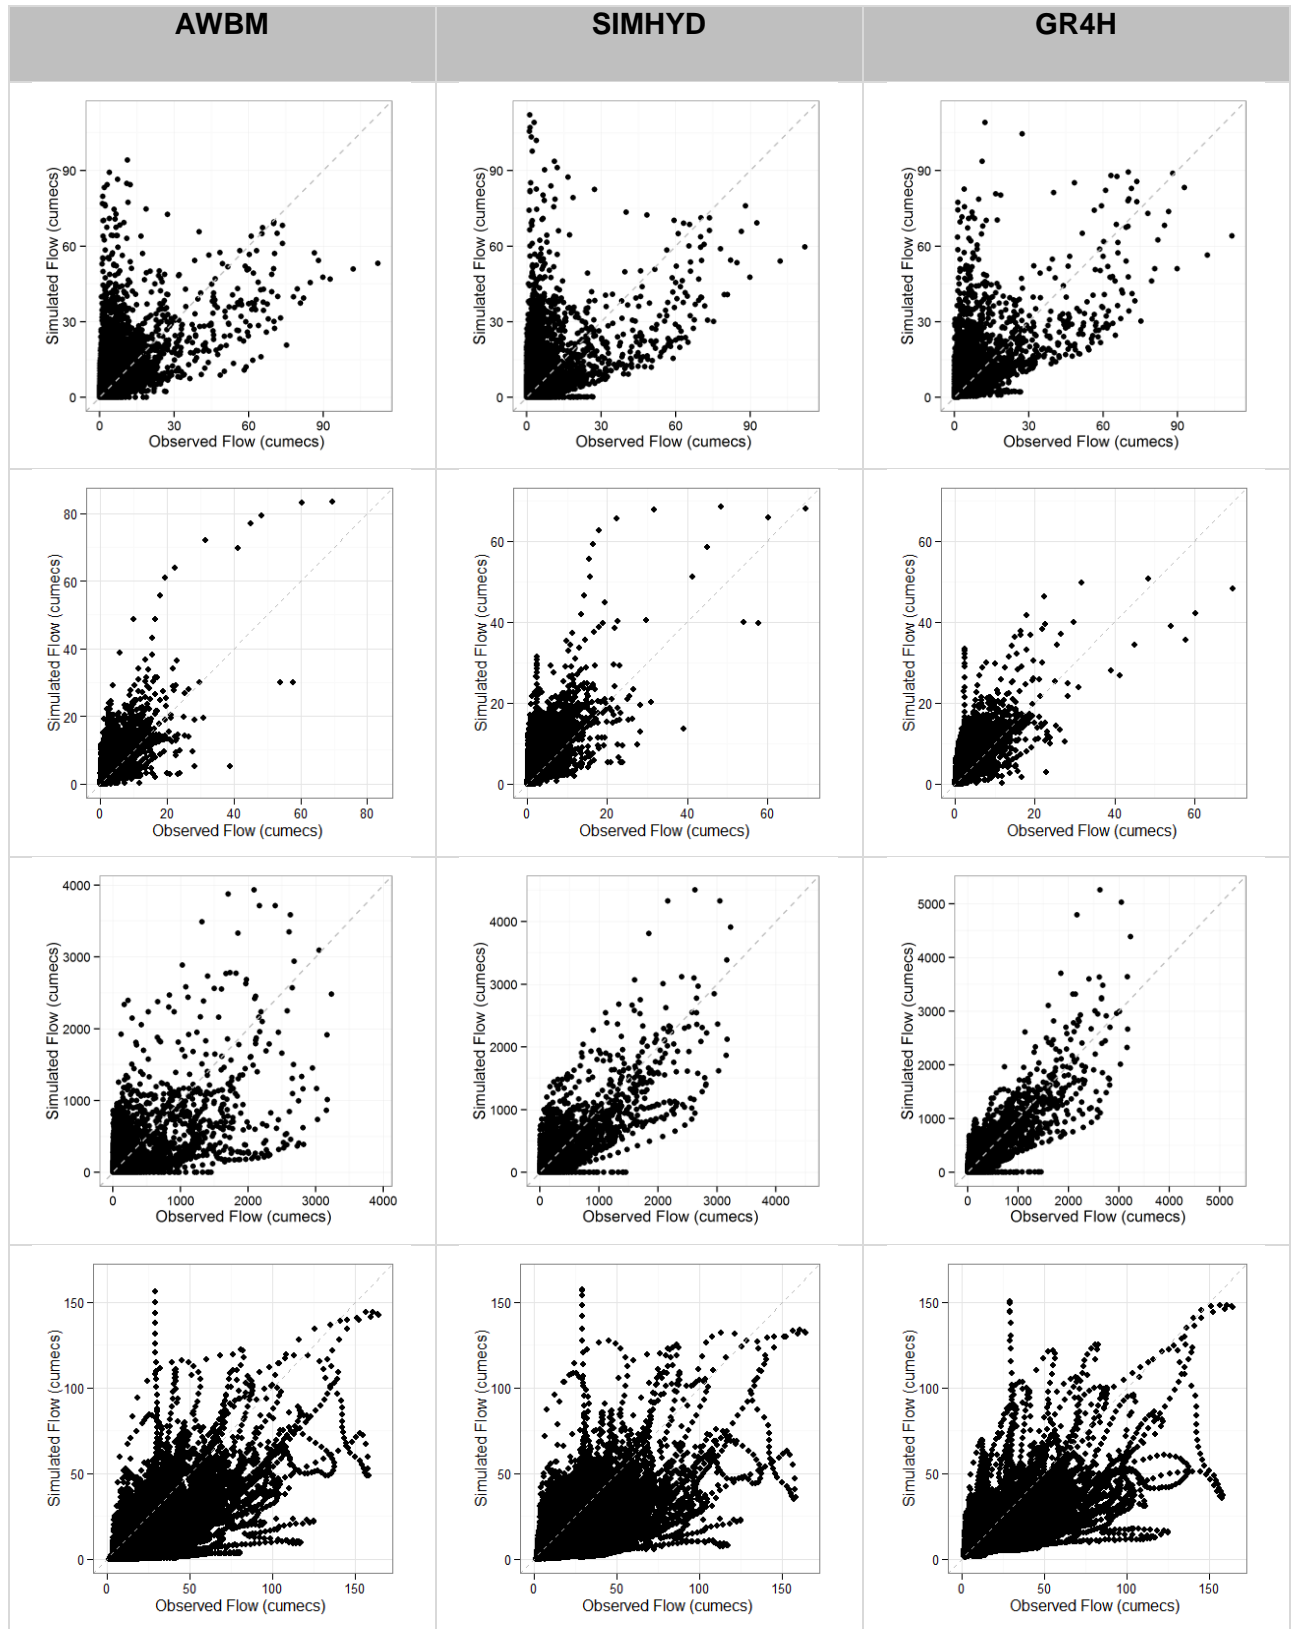 AWBM SIMHYD GR4H
Simulated Flow (cumecs)
90
60
30
0
0 30 60 90
Observed Flow (cumecs)
Simulated Flow (cumecs)
90
60
30
0
0 30 60 90
Observed Flow (cumecs)
Simulated Flow (cumecs)
90
60
30
0
0 30 60 90
Observed Flow (cumecs)
Simulated Flow (cumecs)
80
60
40
20
0
0 20 40 60 80
Observed Flow (cumecs)
Simulated Flow (cumecs)
60
40
20
0
0 20 40 60
Observed Flow (cumecs)
Simulated Flow (cumecs)
60
40
20
0
0 20 40 60
Observed Flow (cumecs)
Simulated Flow (cumecs)
4000
3000
2000
1000
0
0 1000 2000 3000 4000
Observed Flow (cumecs)
Simulated Flow (cumecs)
4000
3000
2000
1000
0
0 1000 2000 3000 4000
Observed Flow (cumecs)
Simulated Flow (cumecs)
5000
4000
3000
2000
1000
0
0 1000 2000 3000 4000 5000
Observed Flow (cumecs)
Simulated Flow (cumecs)
150
100
50
0
0 50 100 150
Observed Flow (cumecs)
Simulated Flow (cumecs)
150
100
50
0
0 50 100 150
Observed Flow (cumecs)
Simulated Flow (cumecs)
150
100
50
0
0 50 100 150
Observed Flow (cumecs)